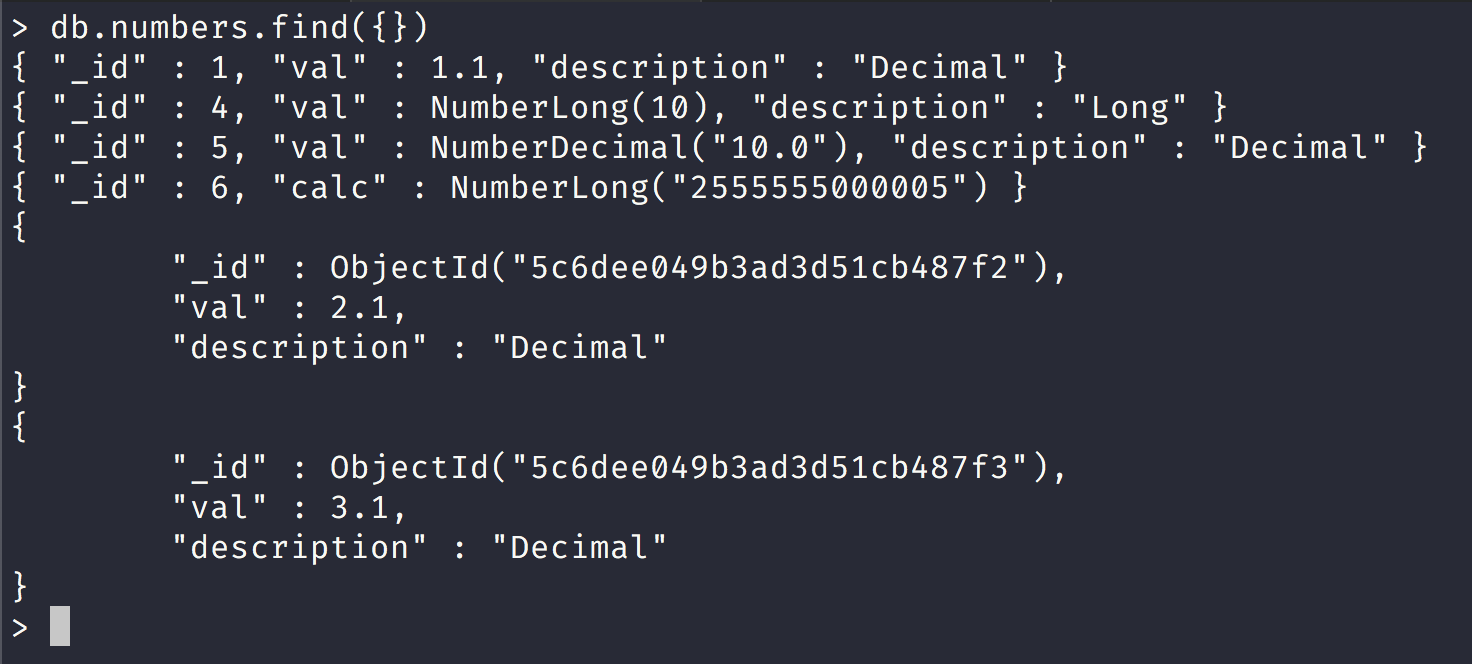 > db.numbers.find({})
{ "_id" : 1, "val" : 1.1, "description" : "Decimal" }
{ "_id" : 4, "val" : NumberLong(10), "description" : "Long" }
{ "_id" : 5, "val" : NumberDecimal("10.0"), "description" : "Decimal" }
{ "_id" : 6, "calc" : NumberLong("2555555000005") }
{
        "_id" : ObjectId("5c6dee049b3ad3d51cb487f2"),
        "val" : 2.1,
        "description" : "Decimal"
}
{
        "_id" : ObjectId("5c6dee049b3ad3d51cb487f3"),
        "val" : 3.1,
        "description" : "Decimal"
}
>